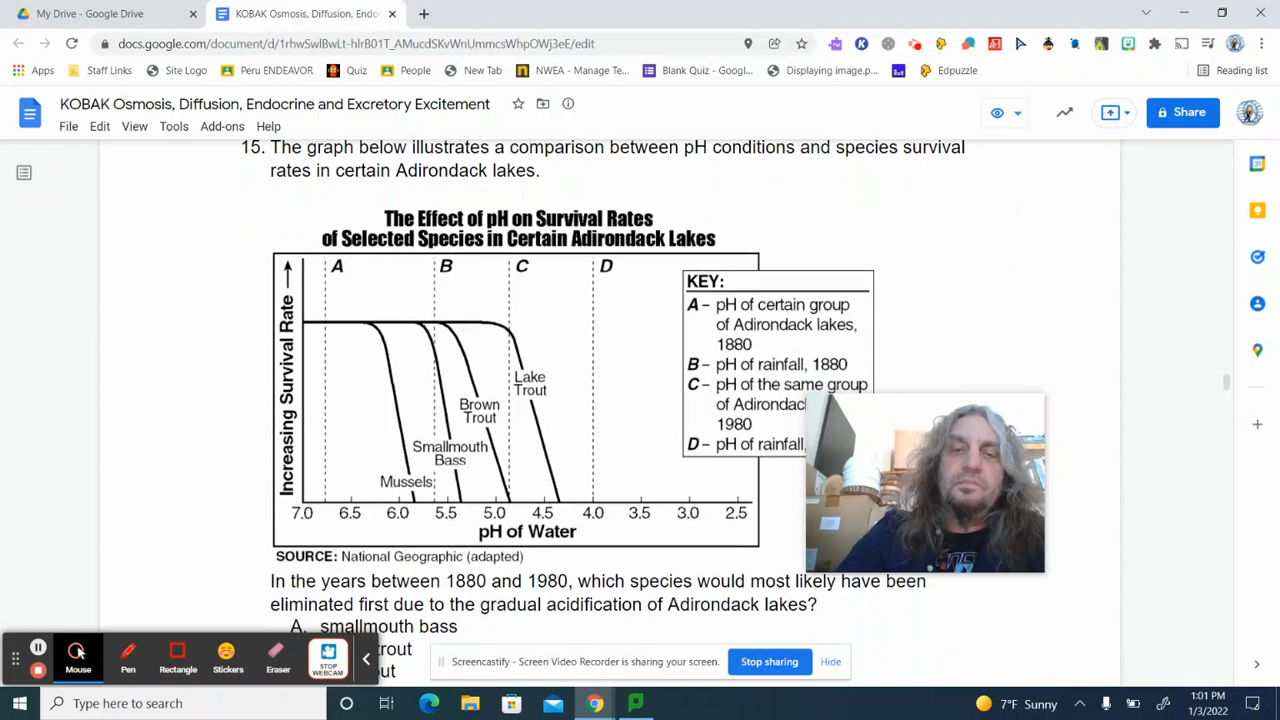 My Drive - Google Drive
KOBAK Osmosis, Diffusion, Endoc
docs.google.com/document/d/
Apps
Staff Links
Site Logo
Peru ENDEAVOR
Quiz
People
New Tab
NWEA - Manage Te...
Blank Quiz - Googl...
Displaying image.p...
Edpuzzle
Reading list
KOBAK Osmosis, Diffusion, Endocrine and Excretory Excitement
File Edit View Tools Add-ons Help
Share
15. The graph below illustrates a comparison between pH conditions and species survival
rates in certain Adirondack lakes.
The Effect of pH on Survival Rates
of Selected Species in Certain Adirondack Lakes
A B C D
Increasing Survival Rate
Lake
Trout
Brown
Trout
Smallmouth
Bass
Mussels
7.0 6.5 6.0 5.5 5.0 4.5 4.0 3.5 3.0 2.5
pH of Water
KEY:
A – pH of certain group
of Adirondack lakes,
1880
B – pH of rainfall, 1880
C – pH of the same group
of Adirondac
1980
D – pH of rainfall,
SOURCE: National Geographic (adapted)
In the years between 1880 and 1980, which species would most likely have been
eliminated first due to the gradual acidification of Adirondack lakes?
A. smallmouth bass
trout
out
Mouse
Pen
Rectangle
Stickers
Eraser
STOP
WEBCAM
Screencastify - Screen Video Recorder is sharing your screen.
Stop sharing
Hide
Type here to search
7°F Sunny
1:01 PM
1/3/2022